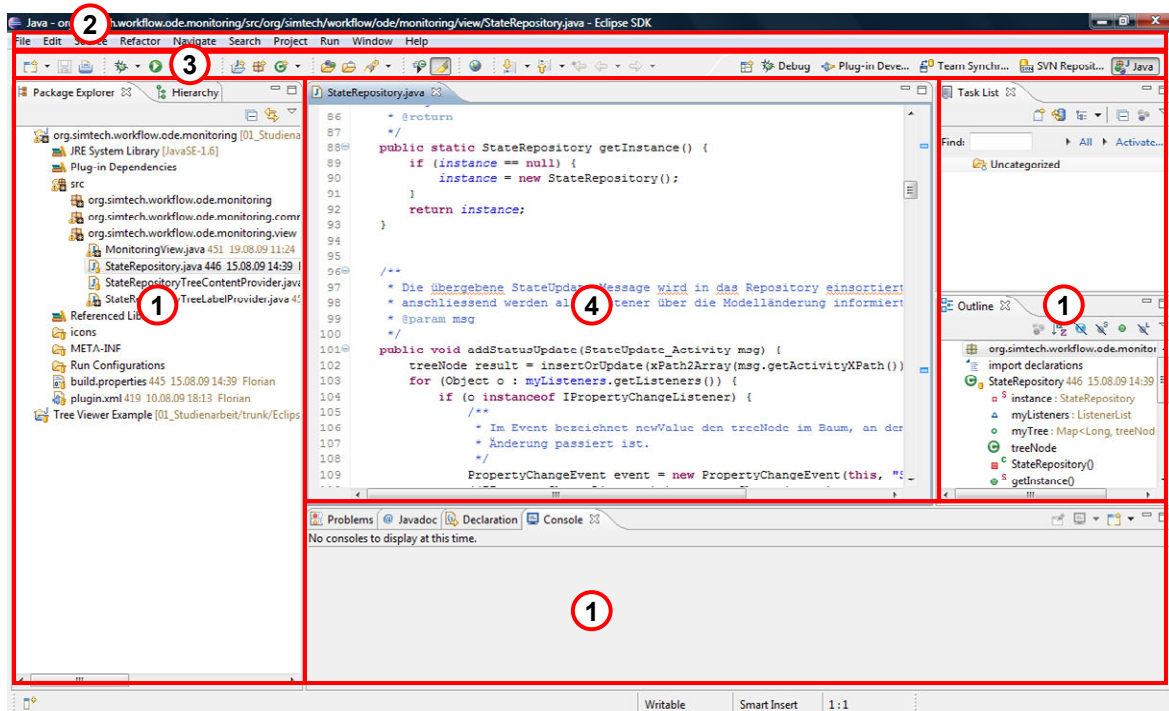 Java - org.simtech.workflow.ode.monitoring/src/org/simtech/workflow/ode/monitoring/view/StateRepository.java - Eclipse SDK
2
File Edit Source Refactor Navigate Search Project Run Window Help
3
Debug Plug-in Deve... Team Synchr... SVN Reposit... Java
Package Explorer Hierarchy
org.simtech.workflow.ode.monitoring [01_Studiena
JRE System Library [JavaSE-1.6]
Plug-in Dependencies
src
org.simtech.workflow.ode.monitoring
org.simtech.workflow.ode.monitoring.comr
org.simtech.workflow.ode.monitoring.view
MonitoringView.java 451 19.08.09 11:24
StateRepository.java 446 15.08.09 14:39
StateRepositoryTreeContentProvider.java
StateRepositoryTreeLabelProvider.java 45
1
Referenced Lib
icons
META-INF
Run Configurations
build.properties 445 15.08.09 14:39 Florian
plugin.xml 419 10.08.09 18:13 Florian
Tree Viewer Example [01_Studienarbeit/trunk/Eclips
StateRepository.java
86 * @return
87 */
88 public static StateRepository getInstance() {
89 if (instance == null) {
90 instance = new StateRepository();
91 }
92 return instance;
93 }
94
95
96 /**
97 * Die übergebene StateUpdateMessage wird in das Repository einsortiert
98 * anschliessend werden alle Listener über die Modelländerung informiert
4
99 * @param msg
100 */
101 public void addStatusUpdate(StateUpdate_Activity msg) {
102 treeNode result = insertOrUpdate(xPath2Array(msg.getActivityXPath())
103 for (Object o : myListeners.getListeners()) {
104 if (o instanceof IPropertyChangeListener) {
105 /**
106 * Im Event bezeichnet newValue den treeNode im Baum, an der
107 * Änderung passiert ist.
108 */
109 PropertyChangeEvent event = new PropertyChangeEvent(this, "S
Task List
Find: All Activate...
Uncategorized
Outline
1
org.simtech.workflow.ode.monitor
import declarations
StateRepository 446 15.08.09 14:39
instance : StateRepository
myListeners : ListenerList
myTree : Map<Long, treeNod
treeNode
StateRepository()
getInstance()
Problems Javadoc Declaration Console
No consoles to display at this time.
1
Writable Smart Insert 1 : 1